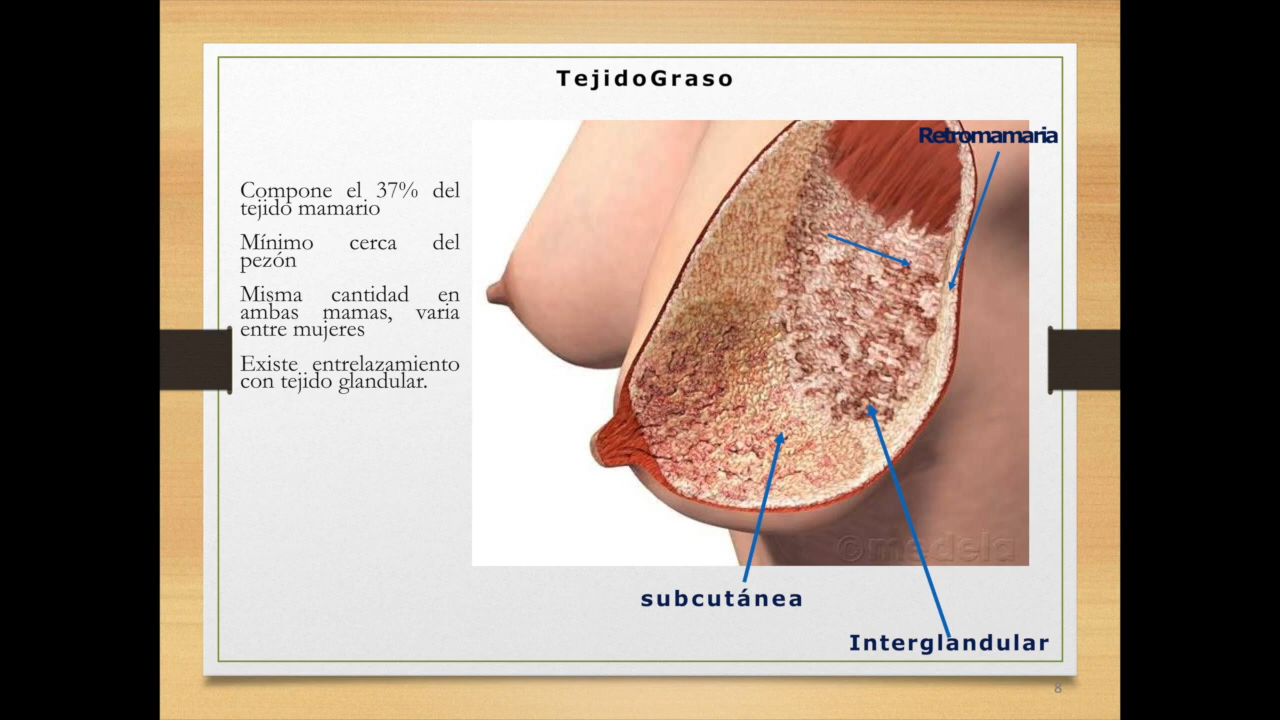 TejidoGraso
Retromamaria
Compone el 37% del
tejido mamario
Mínimo cerca del
pezón
Misma cantidad en
ambas mamas, varia
entre mujeres
Existe entrelazamiento
con tejido glandular.
©medela
subcutánea
Interglandular
8